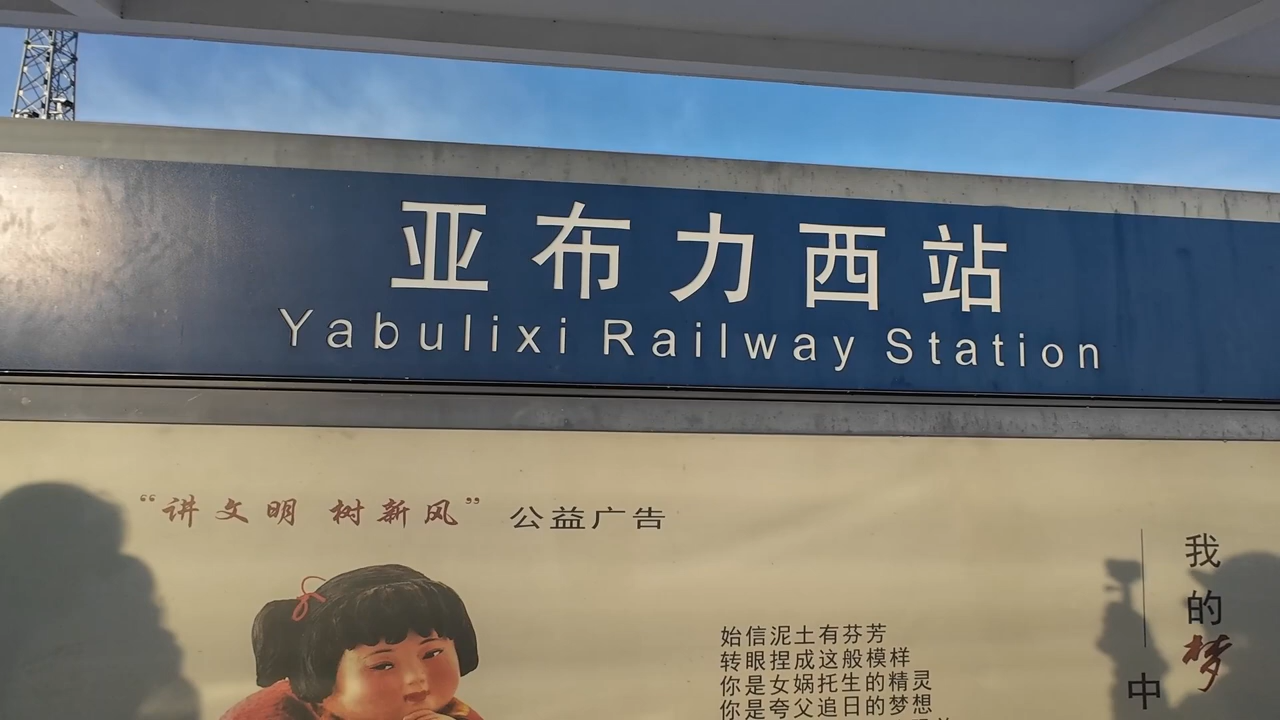 亚布力西站
Yabulixi Railway Station
“讲文明 树新风” 公益广告
始信泥土有芬芳
转眼捏成这般模样
你是女娲托生的精灵
你是夸父追日的梦想
我的梦
中